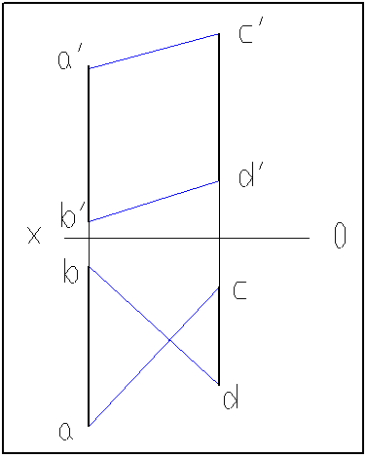 a′ c′
b′ d′
x 0
b c
a d